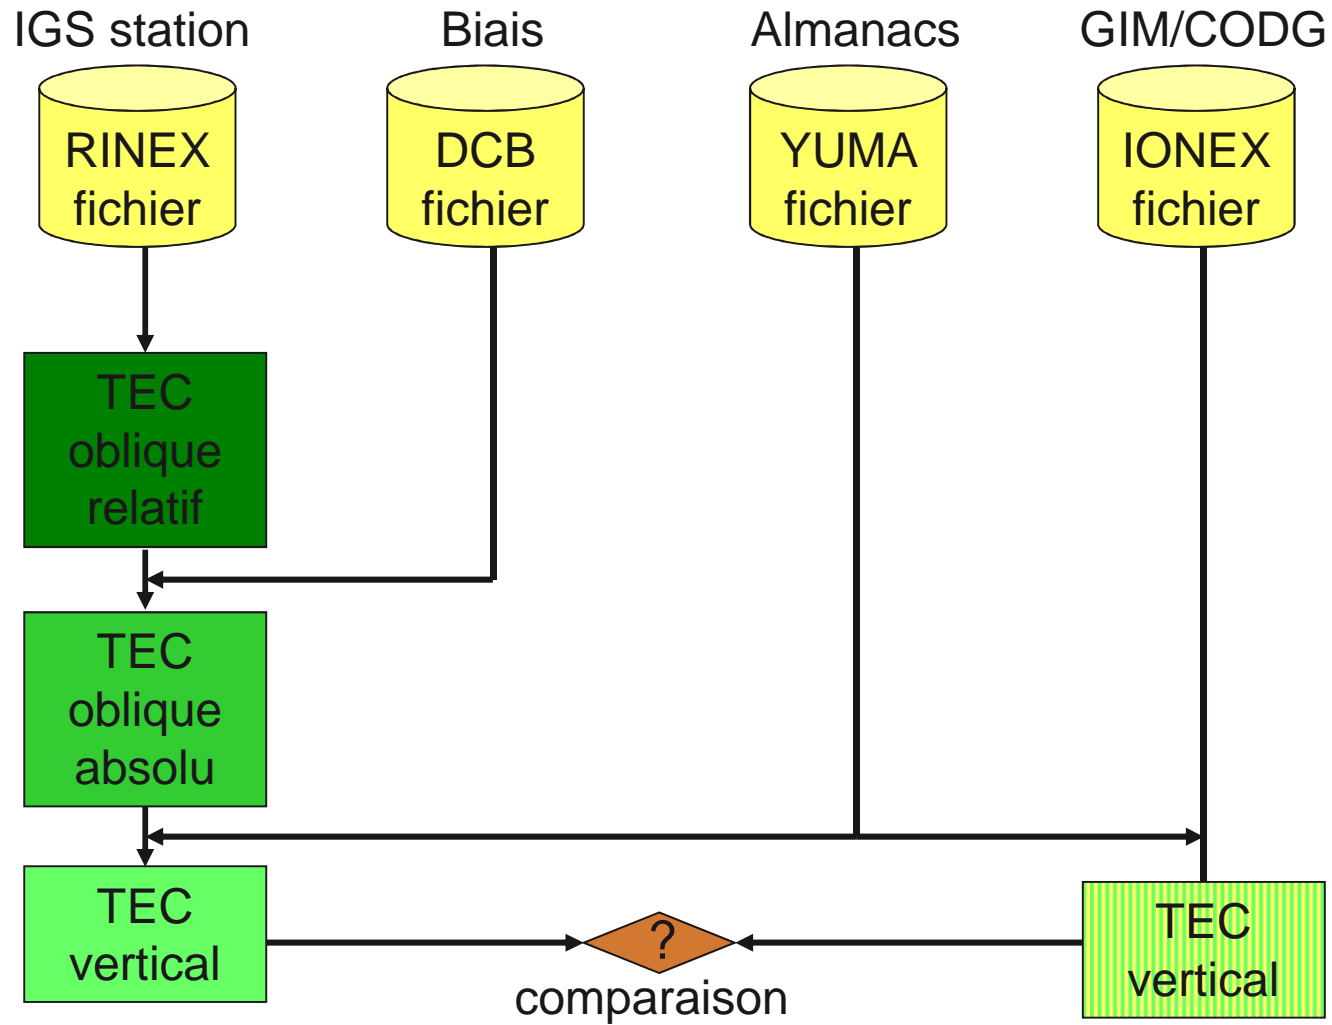 IGS station
Biais
Almanacs
GIM/CODG
RINEX
fichier
DCB
fichier
YUMA
fichier
IONEX
fichier
TEC
oblique
relatif
TEC
oblique
absolu
TEC
vertical
?
comparaison
TEC
vertical